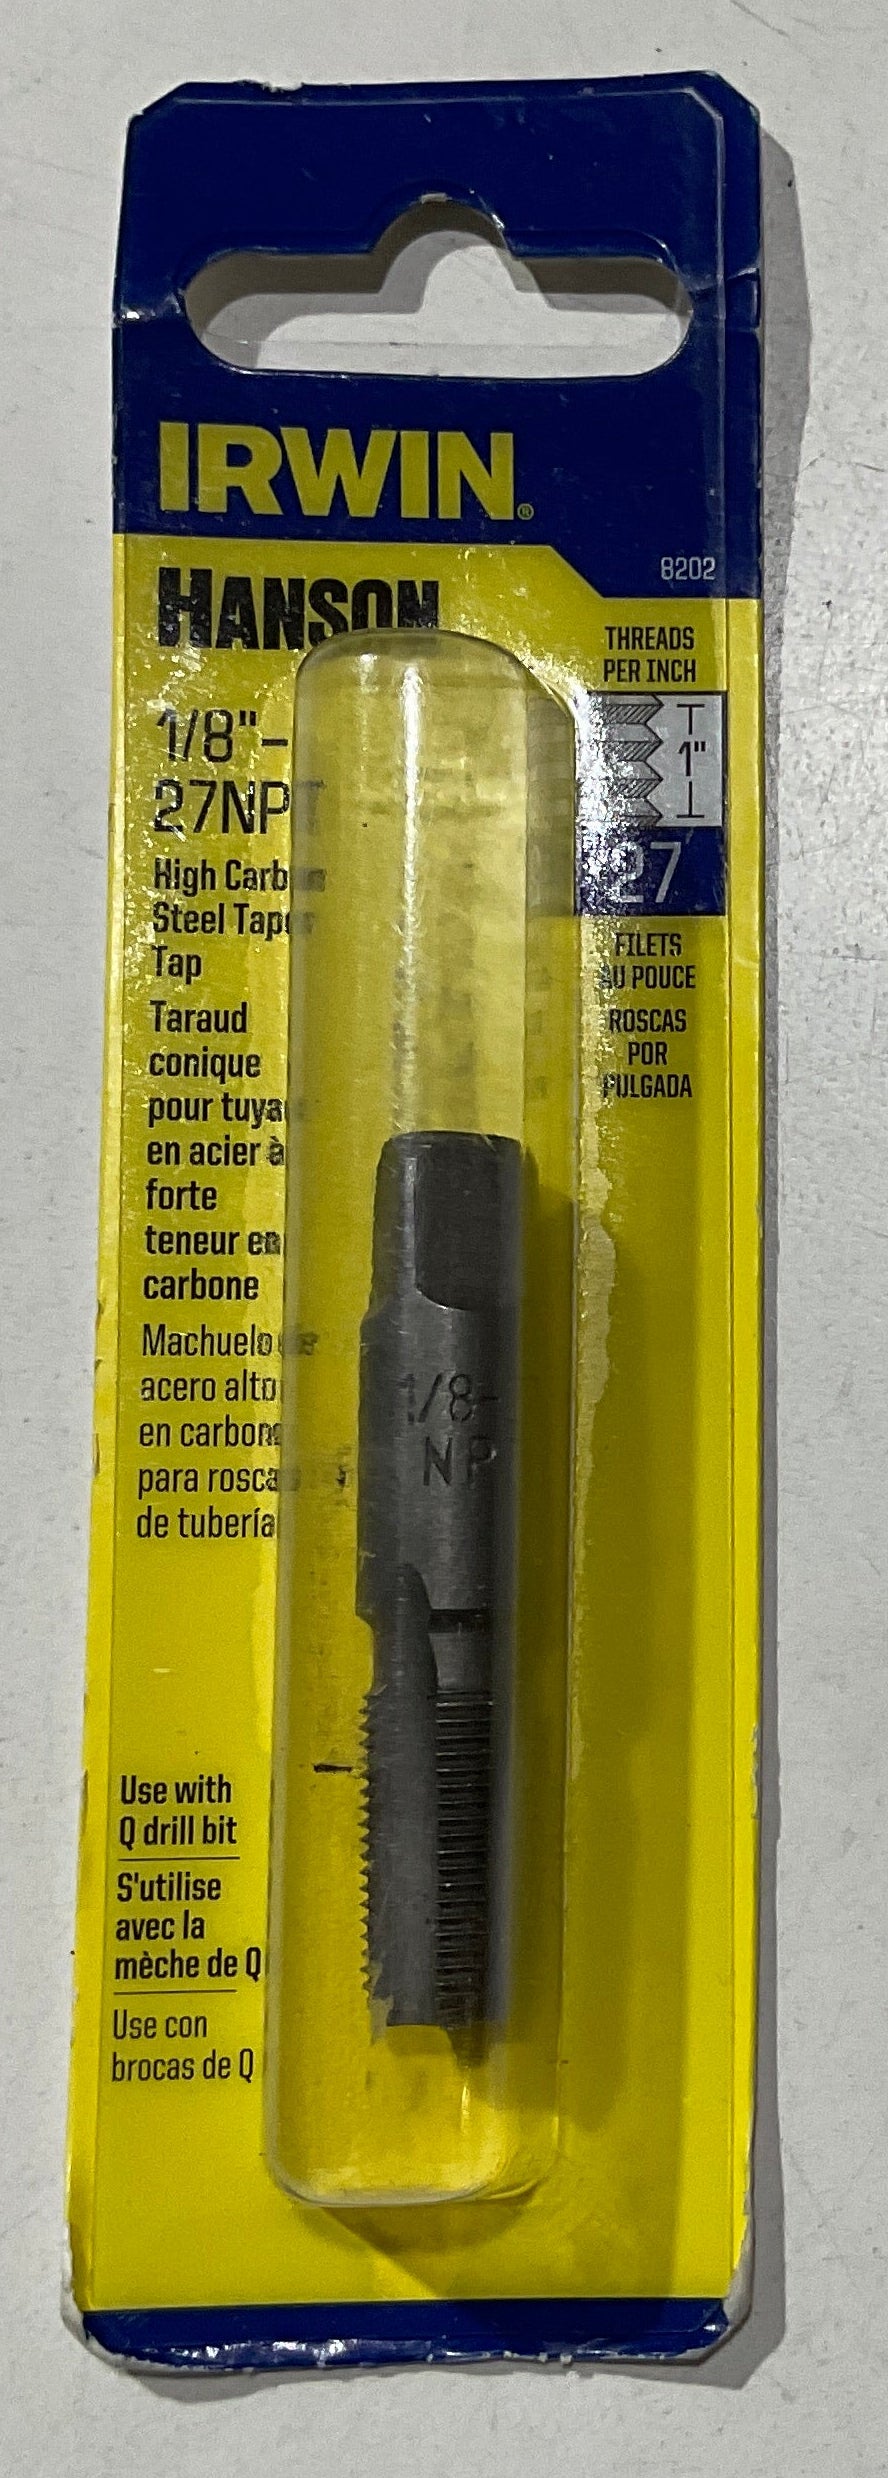 IRWIN®
8202
HANSON
THREADS
PER INCH
1"
27
FILETS
AU POUCE
ROSCAS
POR
PULGADA
1/8"-
27NPT
High Carbon
Steel Taper
Tap
Taraud
conique
pour tuya
en acier à
forte
teneur en
carbone
Machuelo de
acero alto
en carbono
para rosca
de tubería
1/8-
NP
Use with
Q drill bit
S'utilise
avec la
mèche de Q
Use con
brocas de Q